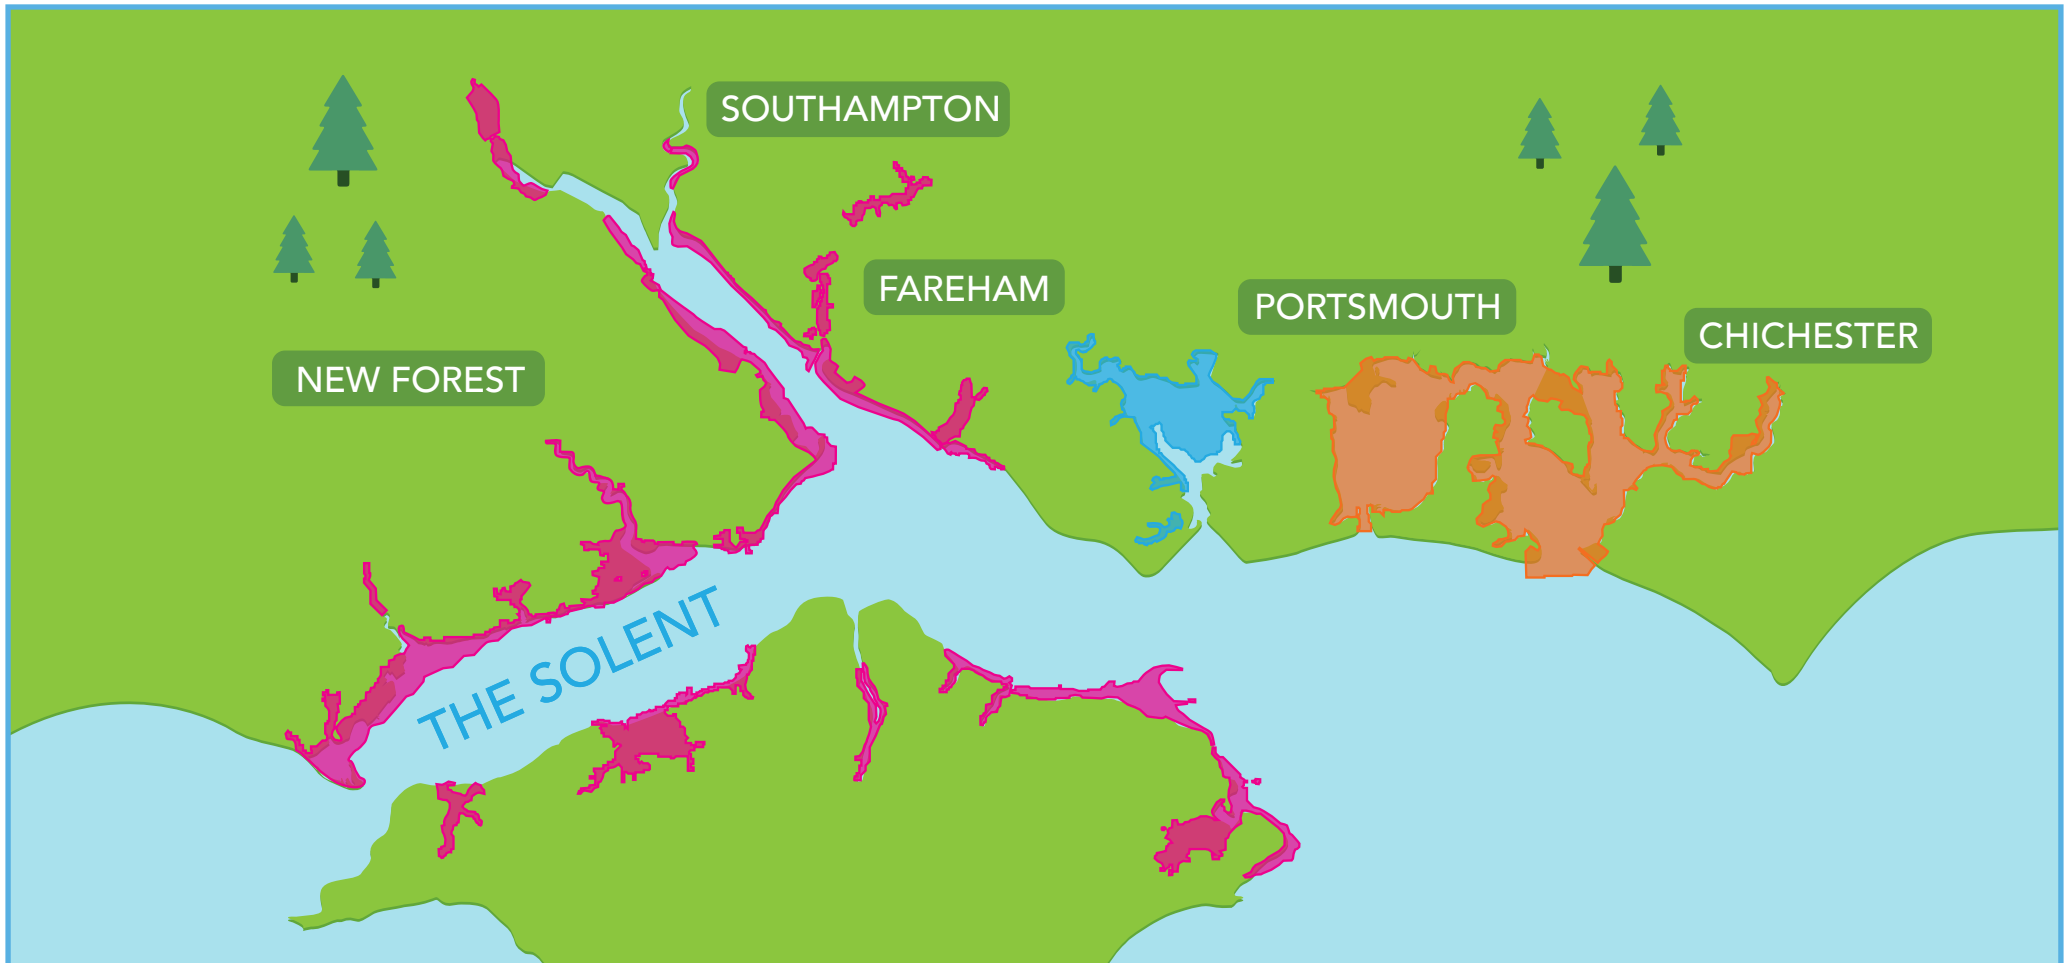 SOUTHAMPTON
FAREHAM
PORTSMOUTH
CHICHESTER
NEW FOREST
THE SOLENT